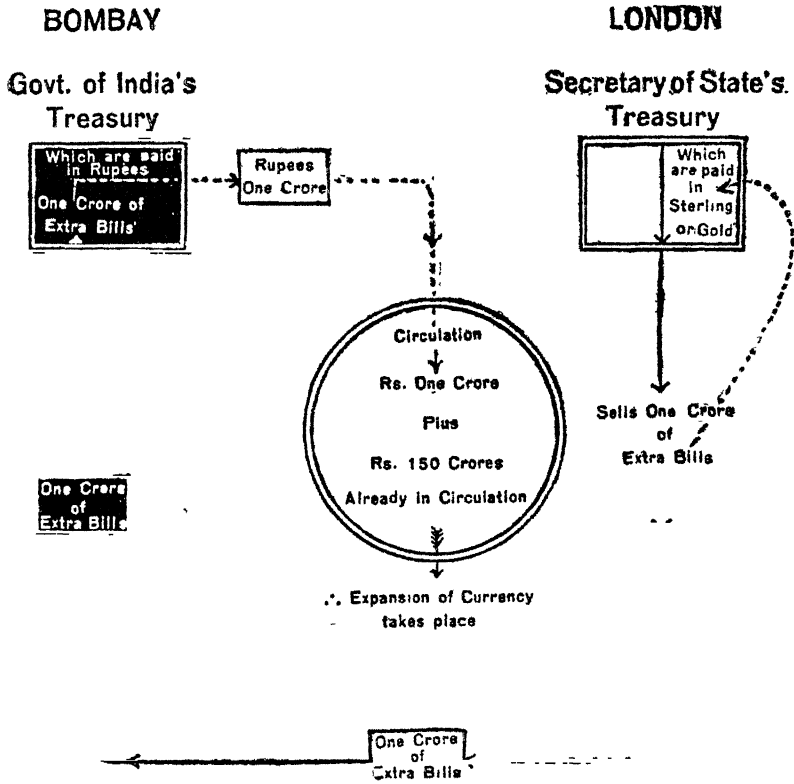 BOMBAY
Govt. of India's
Treasury
Which are paid
in Rupees
One Crore of
Extra Bills
Rupees
One Crore
LONDON
Secretary of State's
Treasury
Which
are paid
in
Sterling
or Gold
Circulation
Rs. One Crore
Plus
Rs. 150 Crores
Already in Circulation
Sells One Crore
of
Extra Bills
One Crore
of
Extra Bills
∴ Expansion of Currency
takes place
One Crore
of
Extra Bills